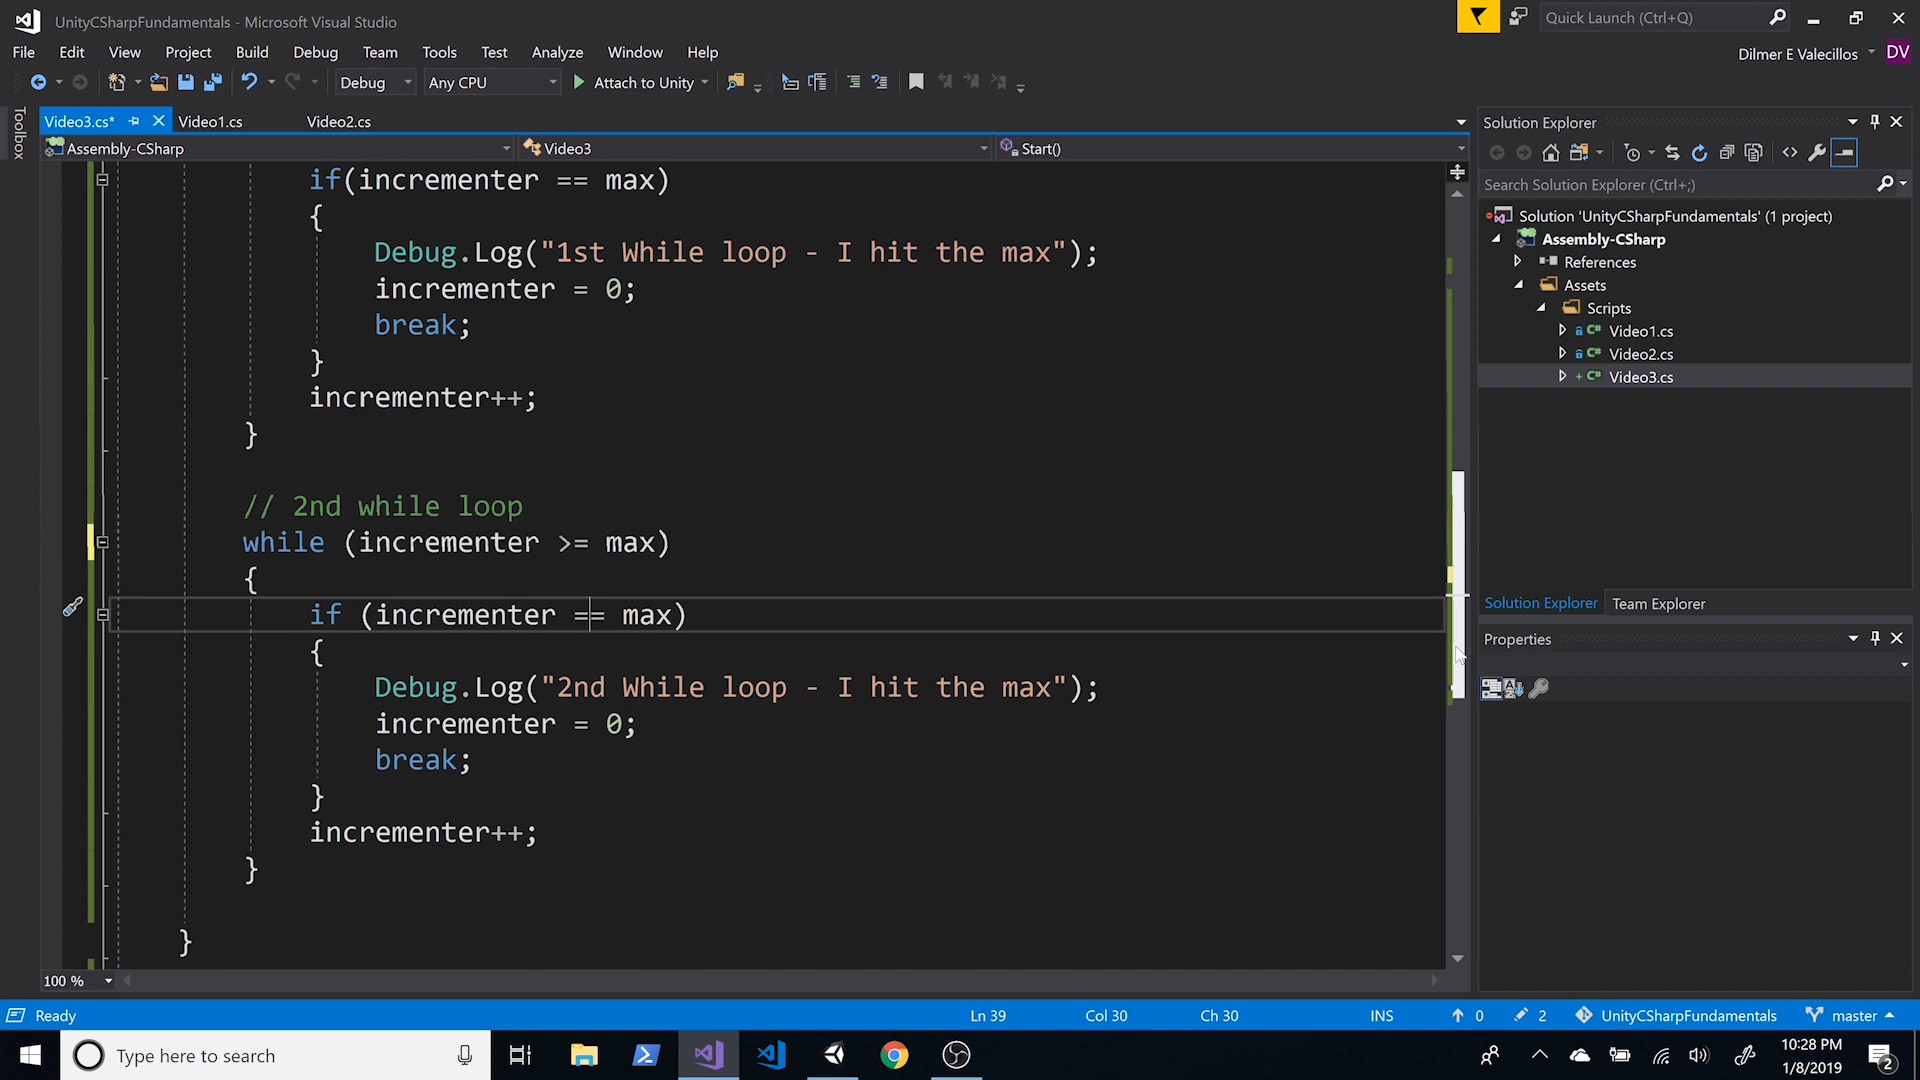 UnityCSharpFundamentals - Microsoft Visual Studio
Quick Launch (Ctrl+Q)
File Edit View Project Build Debug Team Tools Test Analyze Window Help
Dilmer E Valecillos DV
Debug Any CPU Attach to Unity
Toolbox
Video3.cs* Video1.cs Video2.cs
Assembly-CSharp Video3 Start()
if(incrementer == max)
{
Debug.Log("1st While loop - I hit the max");
incrementer = 0;
break;
}
incrementer++;
}
// 2nd while loop
while (incrementer >= max)
{
if (incrementer == max)
{
Debug.Log("2nd While loop - I hit the max");
incrementer = 0;
break;
}
incrementer++;
}
}
100 %
Solution Explorer
Search Solution Explorer (Ctrl+;)
Solution 'UnityCSharpFundamentals' (1 project)
Assembly-CSharp
References
Assets
Scripts
C# Video1.cs
C# Video2.cs
+ C# Video3.cs
Solution Explorer Team Explorer
Properties
Ready Ln 39 Col 30 Ch 30 INS 0 2 UnityCSharpFundamentals master
Type here to search
10:28 PM
1/8/2019
2